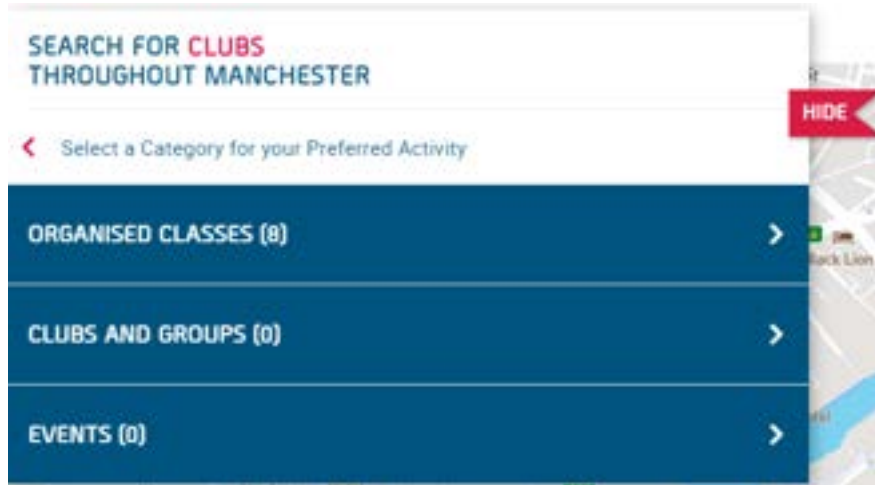 SEARCH FOR CLUBS
THROUGHOUT MANCHESTER
HIDE
Select a Category for your Preferred Activity
ORGANISED CLASSES (8)
CLUBS AND GROUPS (0)
EVENTS (0)
Lion